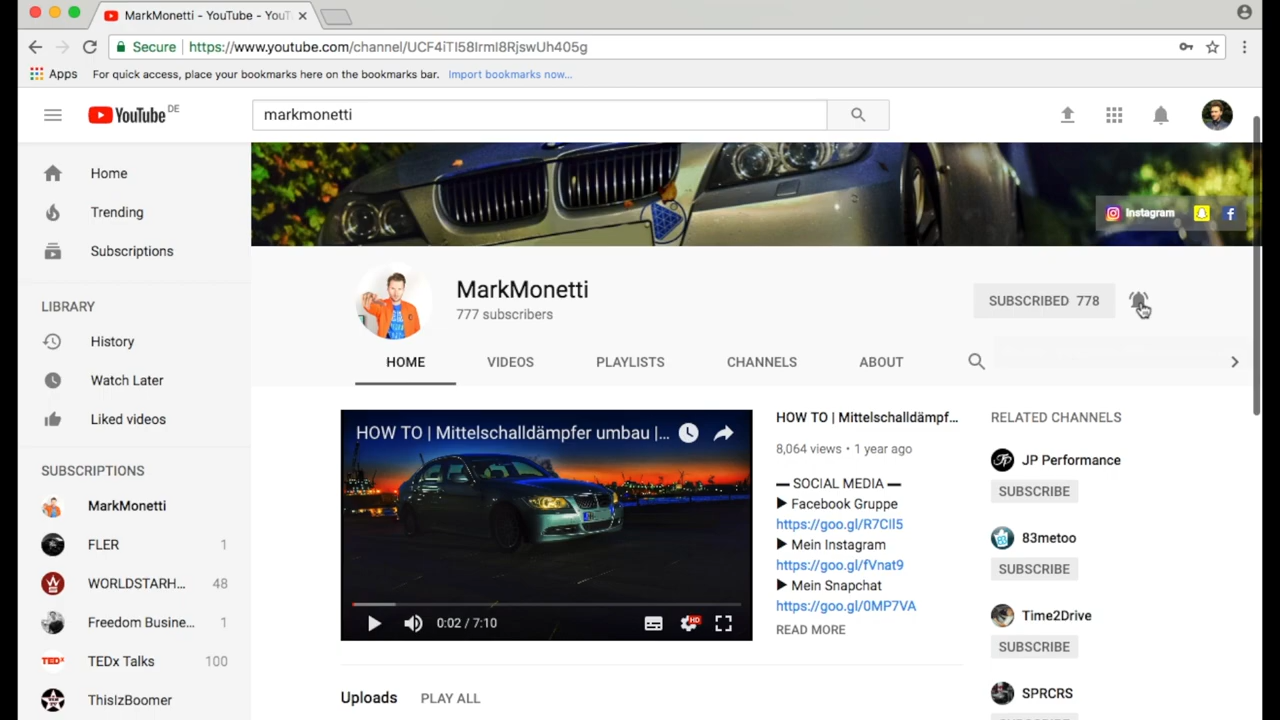 MarkMonetti - YouTube - YouT
Secure
https://www.youtube.com/channel/UCF4iTI58IrmI8RjswUh405g
Apps
For quick access, place your bookmarks here on the bookmarks bar.
Import bookmarks now...
YouTube DE
markmonetti
Instagram
Home
Trending
Subscriptions
LIBRARY
History
Watch Later
Liked videos
SUBSCRIPTIONS
MarkMonetti
FLER 1
WORLDSTARH... 48
Freedom Busine... 1
TEDx Talks 100
ThisIzBoomer
MarkMonetti
777 subscribers
SUBSCRIBED 778
HOME VIDEOS PLAYLISTS CHANNELS ABOUT
HOW TO | Mittelschalldämpfer umbau |...
0:02 / 7:10
HD
HOW TO | Mittelschalldämpf...
8,064 views • 1 year ago
▬▬ SOCIAL MEDIA ▬▬
► Facebook Gruppe
https://goo.gl/R7CIl5
► Mein Instagram
https://goo.gl/fVnat9
► Mein Snapchat
https://goo.gl/0MP7VA
READ MORE
RELATED CHANNELS
JP Performance
SUBSCRIBE
83metoo
SUBSCRIBE
Time2Drive
SUBSCRIBE
SPRCRS
Uploads PLAY ALL